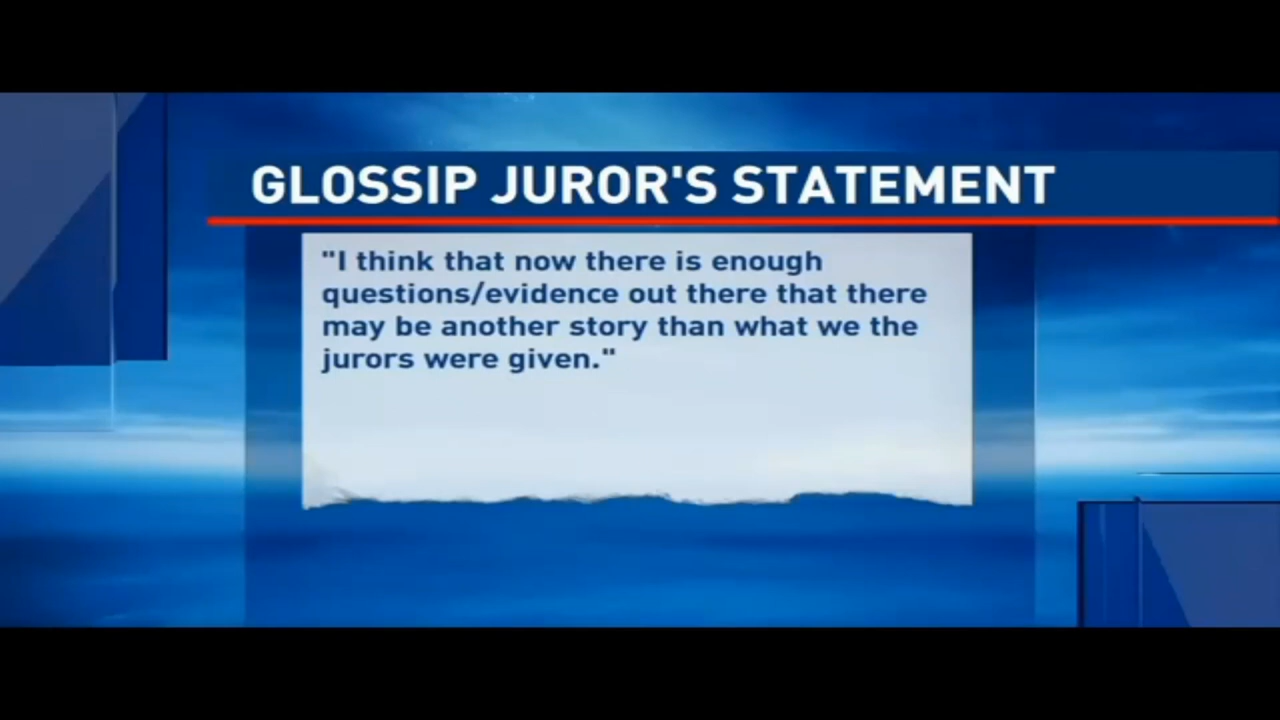 GLOSSIP JUROR'S STATEMENT
"I think that now there is enough
questions/evidence out there that there
may be another story than what we the
jurors were given."